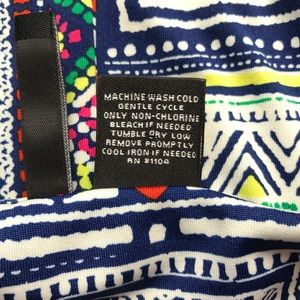 MACHINE WASH COLD
GENTLE CYCLE
ONLY NON-CHLORINE
BLEACH IF NEEDED
TUMBLE DRY LOW
REMOVE PROMPTLY
COOL IRON IF NEEDED
RN 51104